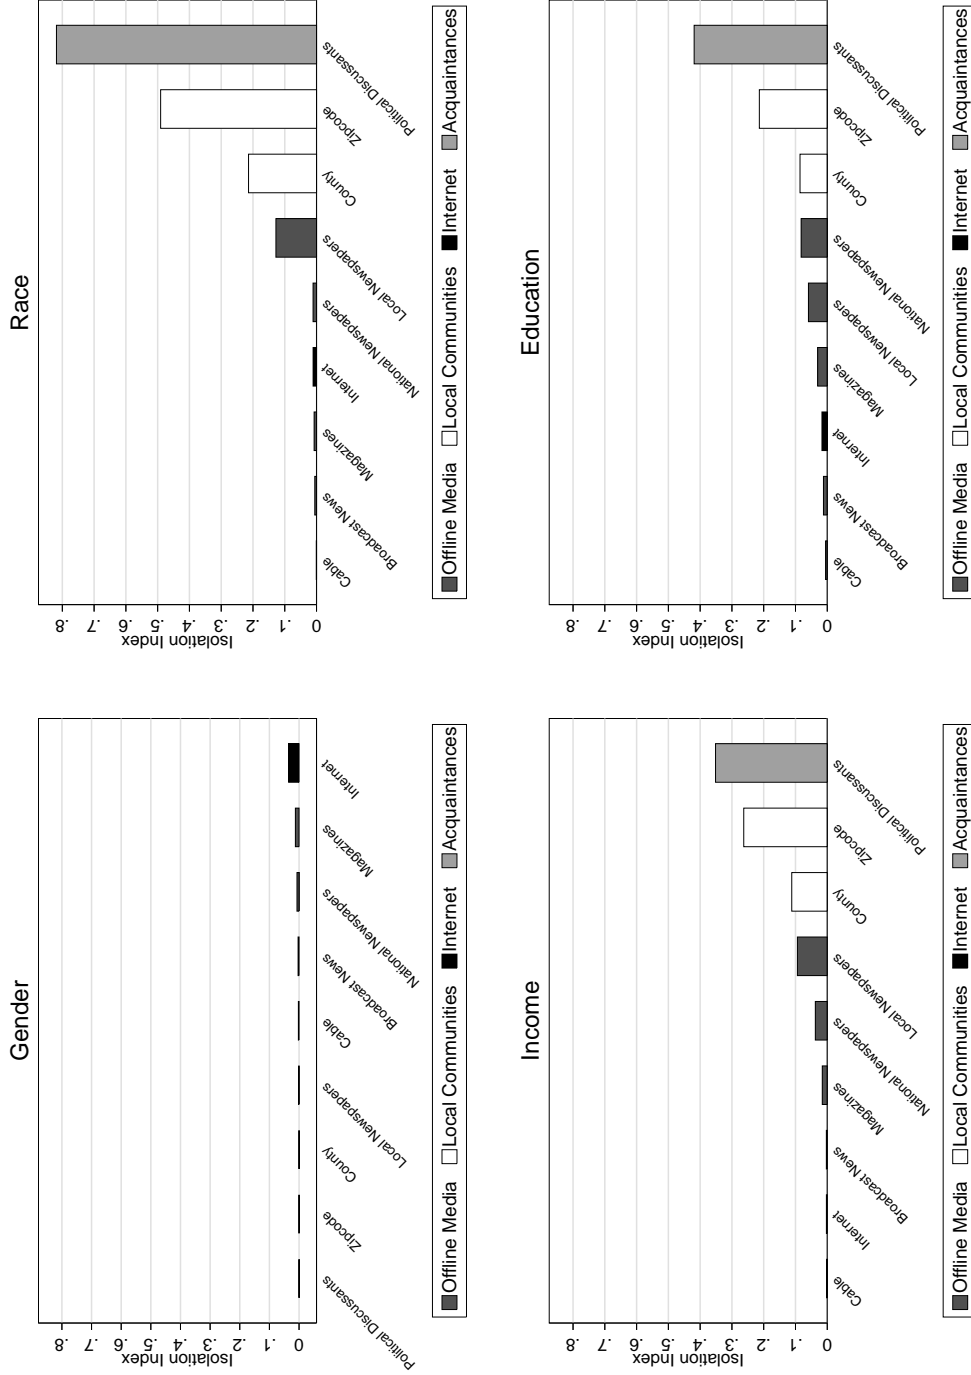 Gender
Isolation Index
.8
.7
.6
.5
.4
.3
.2
.1
0
Political Discussants
Zipcode
County
Local Newspapers
Cable
Broadcast News
National Newspapers
Magazines
Internet
Offline Media Local Communities Internet Acquaintances
Race
Isolation Index
.8
.7
.6
.5
.4
.3
.2
.1
0
Cable
Broadcast News
Magazines
Internet
National Newspapers
Local Newspapers
County
Zipcode
Political Discussants
Offline Media Local Communities Internet Acquaintances
Income
Isolation Index
.8
.7
.6
.5
.4
.3
.2
.1
0
Cable
Internet
Broadcast News
Magazines
National Newspapers
Local Newspapers
County
Zipcode
Political Discussants
Offline Media Local Communities Internet Acquaintances
Education
Isolation Index
.8
.7
.6
.5
.4
.3
.2
.1
0
Cable
Broadcast News
Internet
Magazines
Local Newspapers
National Newspapers
County
Zipcode
Political Discussants
Offline Media Local Communities Internet Acquaintances